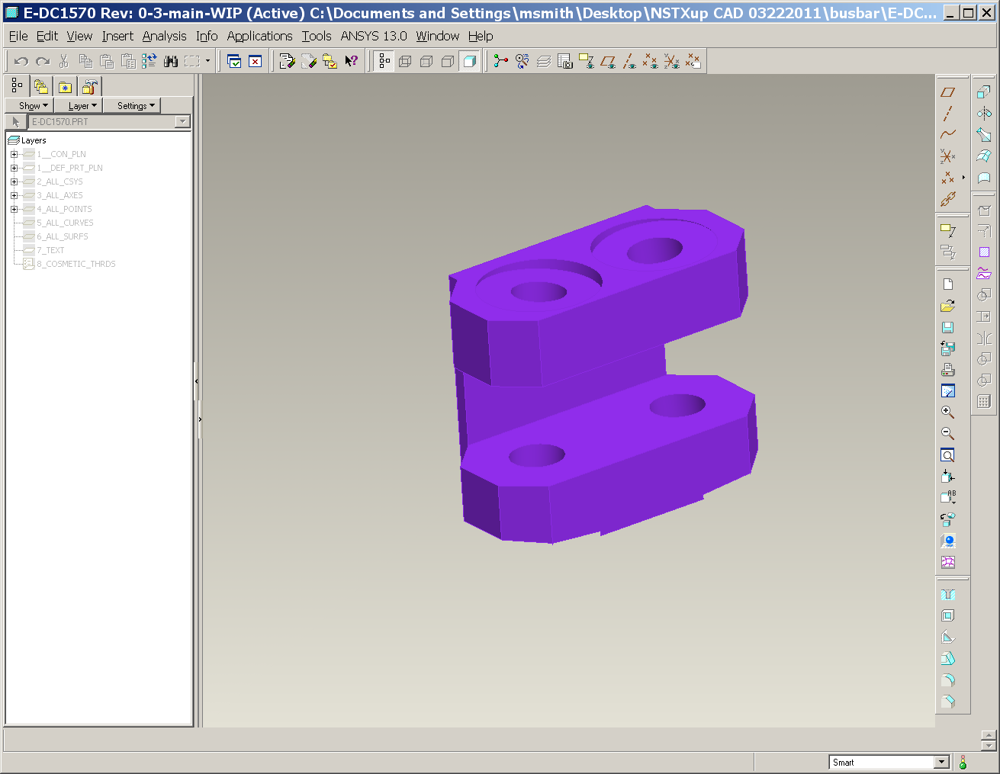 E-DC1570 Rev: 0-3-main-WIP (Active) C:\Documents and Settings\msmith\Desktop\NSTXup CAD 03222011\busbar\E-DC...
File Edit View Insert Analysis Info Applications Tools ANSYS 13.0 Window Help
Show Layer Settings
E-DC1570.PRT
Layers
1__CON_PLN
1__DEF_PRT_PLN
2_ALL_CSYS
3_ALL_AXES
4_ALL_POINTS
5_ALL_CURVES
6_ALL_SURFS
7_TEXT
8_COSMETIC_THRDS
AB
Smart